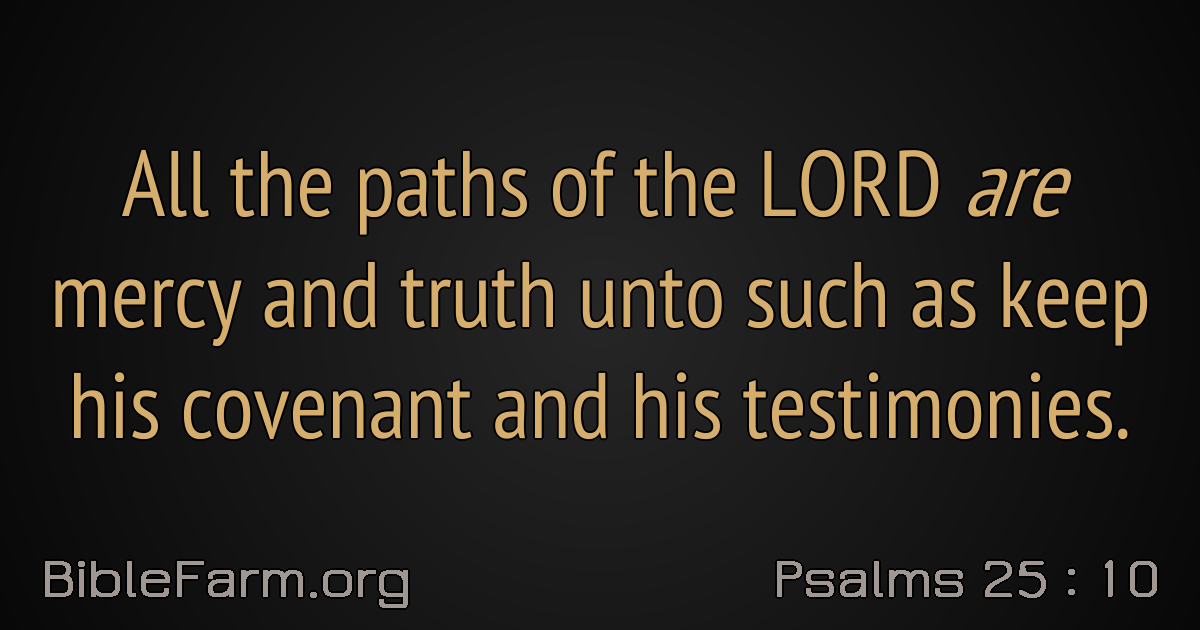 All the paths of the LORD are
mercy and truth unto such as keep
his covenant and his testimonies.
BibleFarm.org
Psalms 25 : 10